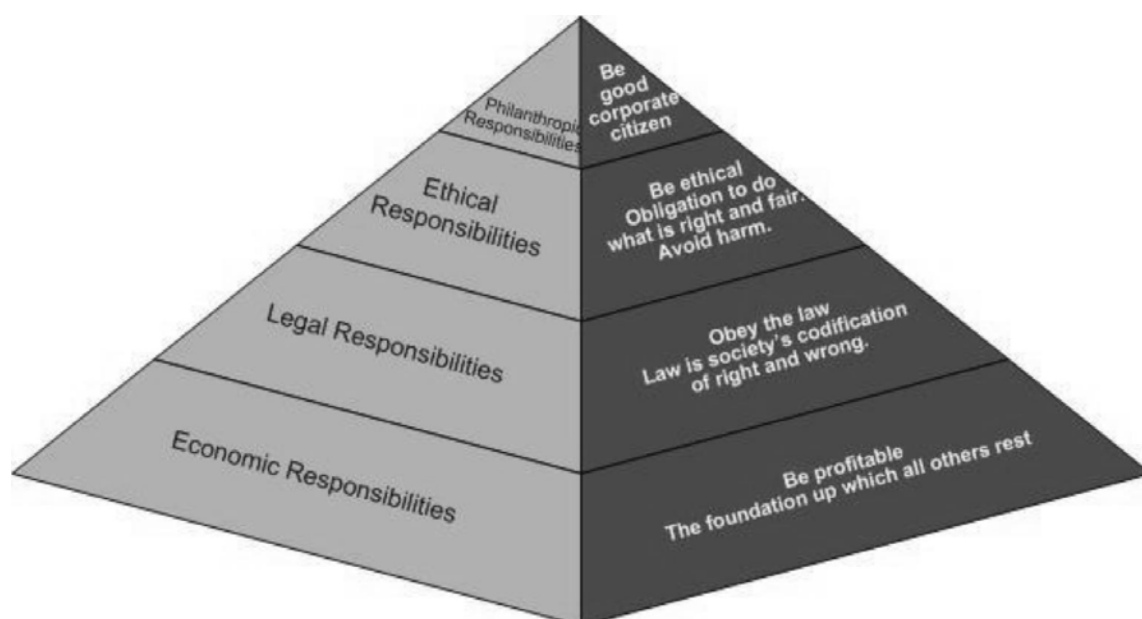 Philanthropic
Responsibilities
Be
good
corporate
citizen
Ethical
Responsibilities
Be ethical
Obligation to do
what is right and fair.
Avoid harm.
Legal Responsibilities
Obey the law
Law is society's codification
of right and wrong.
Economic Responsibilities
Be profitable
The foundation up which all others rest